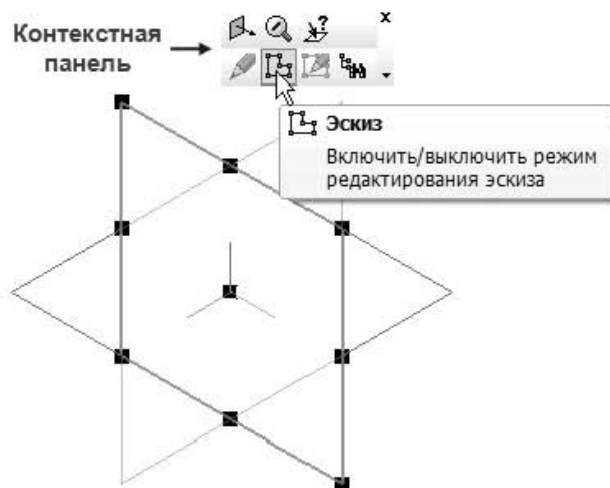 Контекстная
панель
Эскиз
Включить/выключить режим
редактирования эскиза